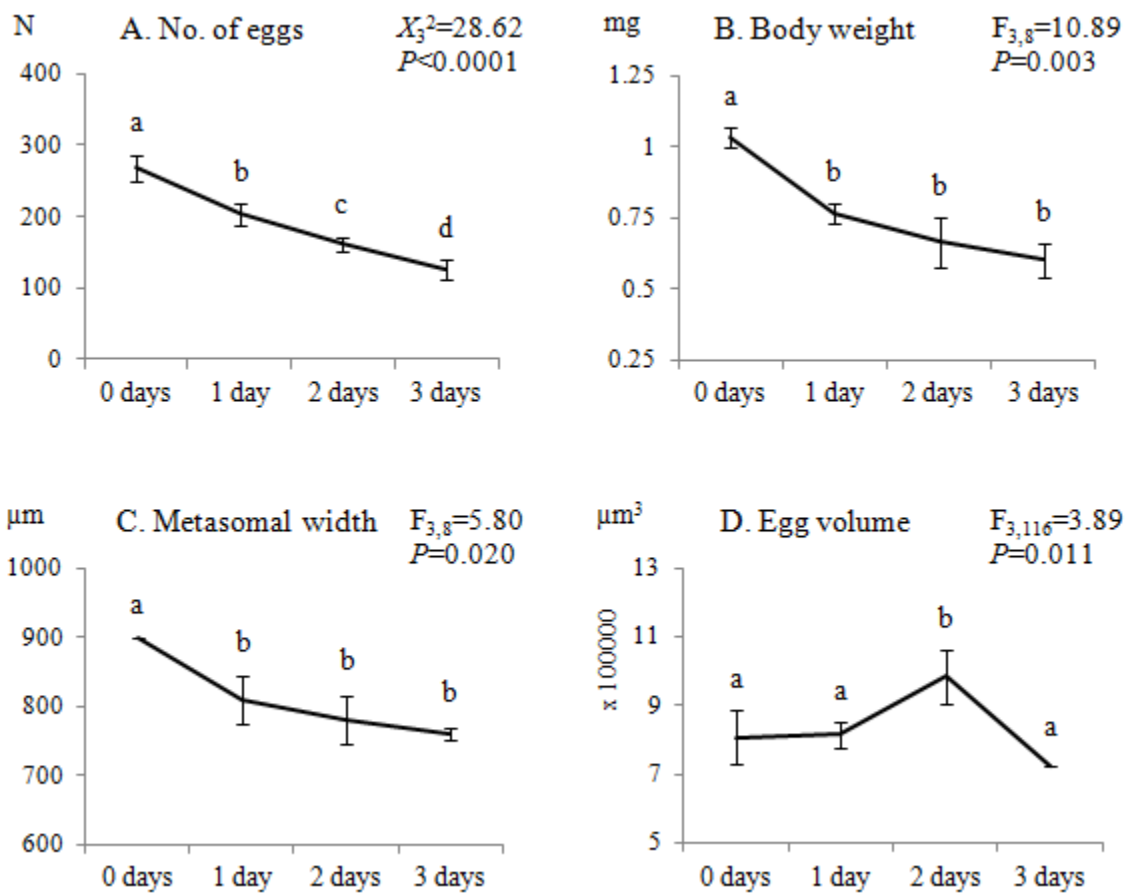 N A. No. of eggs X₃²=28.62
P<0.0001
400
300
200
100
0
a
b
c
d
0 days 1 day 2 days 3 days
mg B. Body weight F₃,₈=10.89
P=0.003
1.25
1
0.75
0.5
0.25
a
b
b
b
0 days 1 day 2 days 3 days
μm C. Metasomal width F₃,₈=5.80
P=0.020
1000
900
800
700
600
a
b
b
b
0 days 1 day 2 days 3 days
μm³ D. Egg volume F₃,₁₁₆=3.89
P=0.011
x 100000
13
11
9
7
5
a
a
b
a
0 days 1 day 2 days 3 days